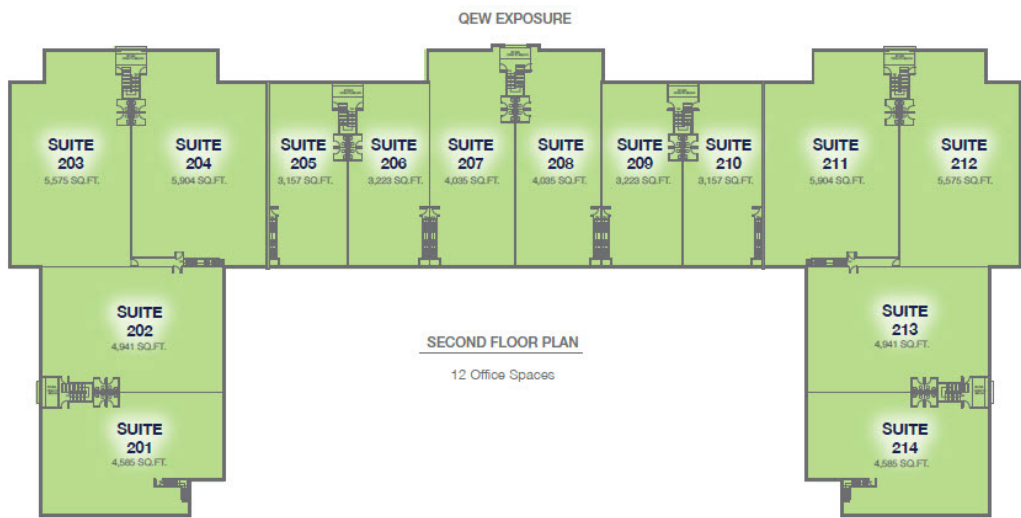 QEW EXPOSURE
SUITE
203
5,575 SQ.FT.
SUITE
204
5,904 SQ.FT.
SUITE
205
3,157 SQ.FT.
SUITE
206
3,223 SQ.FT.
SUITE
207
4,035 SQ.FT.
SUITE
208
4,035 SQ.FT.
SUITE
209
3,223 SQ.FT.
SUITE
210
3,157 SQ.FT.
SUITE
211
5,904 SQ.FT.
SUITE
212
5,575 SQ.FT.
SUITE
202
4,941 SQ.FT.
SUITE
213
4,941 SQ.FT.
SECOND FLOOR PLAN
12 Office Spaces
SUITE
201
4,585 SQ.FT.
SUITE
214
4,585 SQ.FT.